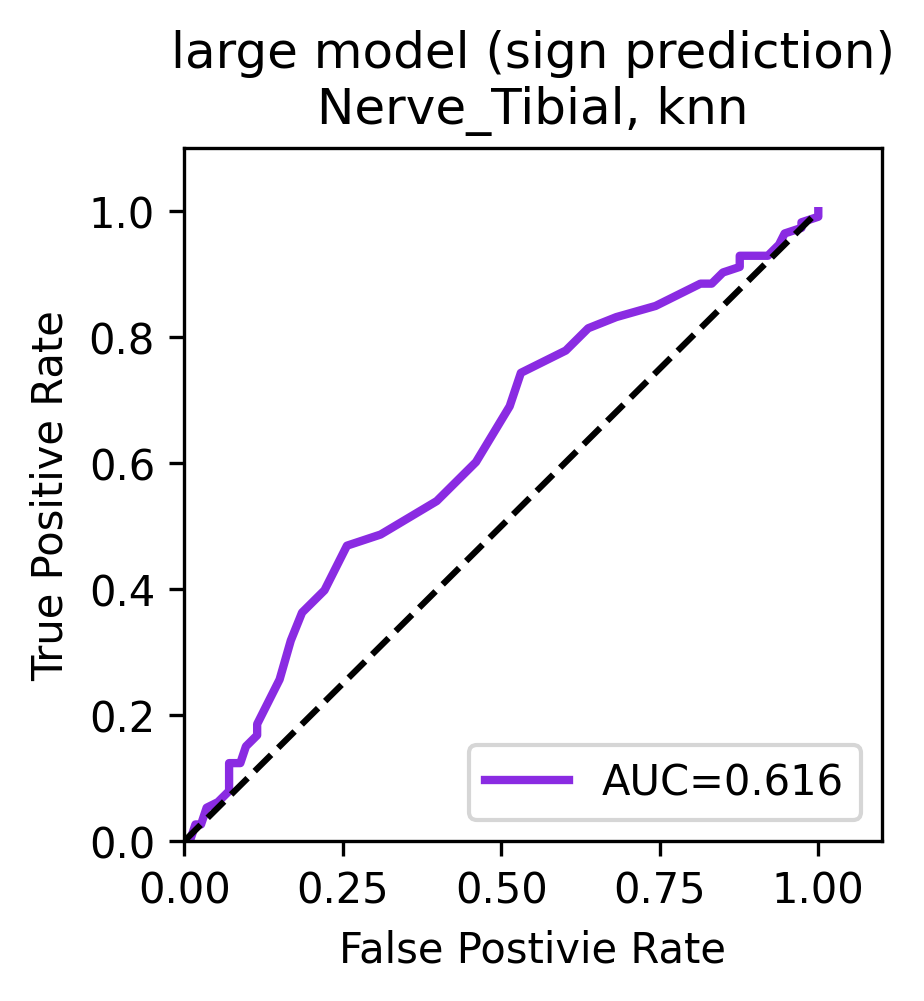 large model (sign prediction)
Nerve_Tibial, knn
1.0
0.8
0.6
0.4
0.2
0.0
True Positive Rate
AUC=0.616
0.00 0.25 0.50 0.75 1.00
False Postivie Rate